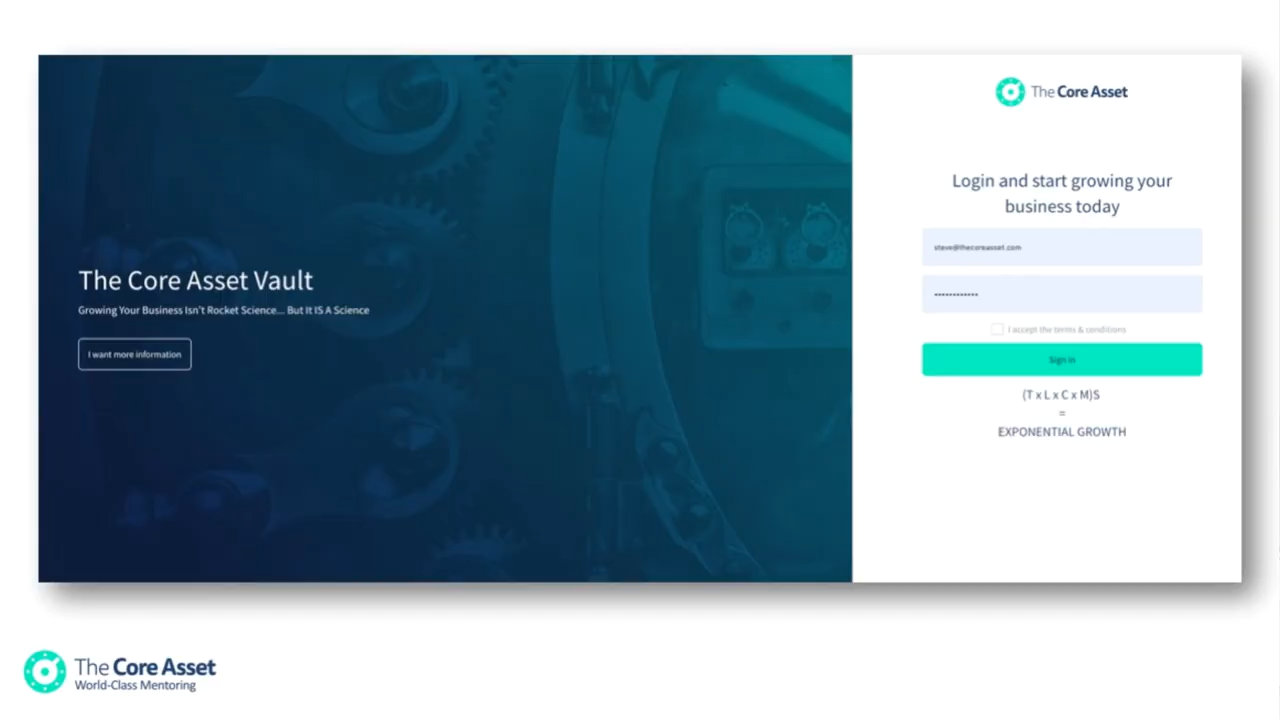 The Core Asset Vault
Growing Your Business Isn't Rocket Science... But It IS A Science
I want more information
The Core Asset
Login and start growing your
business today
steve@thecoreasset.com
••••••••••••
I accept the terms & conditions
Sign in
(T x L x C x M)S
=
EXPONENTIAL GROWTH
The Core Asset
World-Class Mentoring